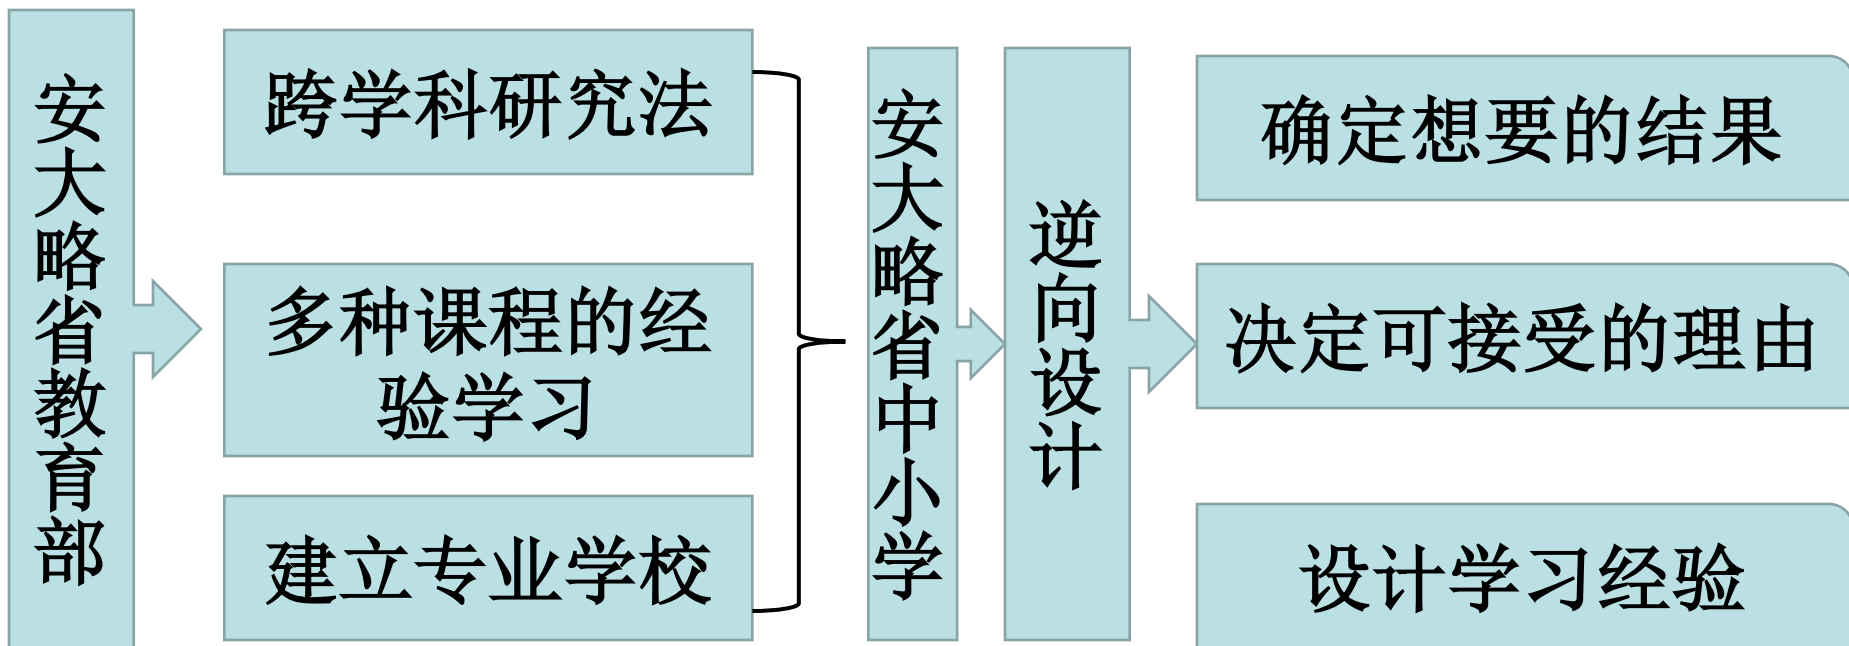 安大略省教育部
跨学科研究法
多种课程的经
验学习
建立专业学校
安大略省中小学
逆向设计
确定想要的结果
决定可接受的理由
设计学习经验